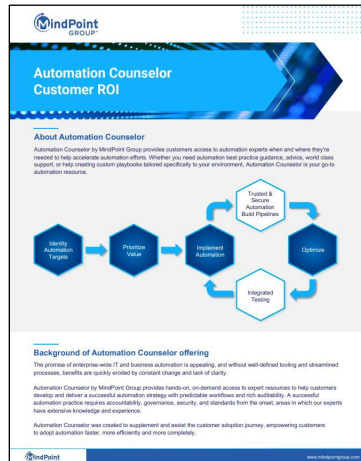 MindPoint
GROUP™
Automation Counselor
Customer ROI
About Automation Counselor
Automation Counselor by MindPoint Group provides customers access to automation experts when and where they're
needed to help accelerate automation efforts. Whether you need automation best practice guidance, advice, world class
support, or help creating custom playbooks tailored specifically to your environment, Automation Counselor is your go-to
automation resource.
Trusted &
Secure
Automation
Build Pipelines
Identity
Automation
Targets
Prioritize
Value
Implement
Automation
Optimize
Integrated
Testing
Background of Automation Counselor offering
The promise of enterprise-wide IT and business automation is appealing, and without well-defined tooling and streamlined
processes, benefits are quickly eroded by constant change and lack of clarity.
Automation Counselor by MindPoint Group provides hands-on, on-demand access to expert resources to help customers
develop and deliver a successful automation strategy with predictable workflows and rich auditability. A successful
automation practice requires accountability, governance, security, and standards from the onset, areas in which our experts
have extensive knowledge and experience.
Automation Counselor was created to supplement and assist the customer adoption journey, empowering customers
to adopt automation faster, more efficiently and more completely.
MindPoint
www.mindpointgroup.com